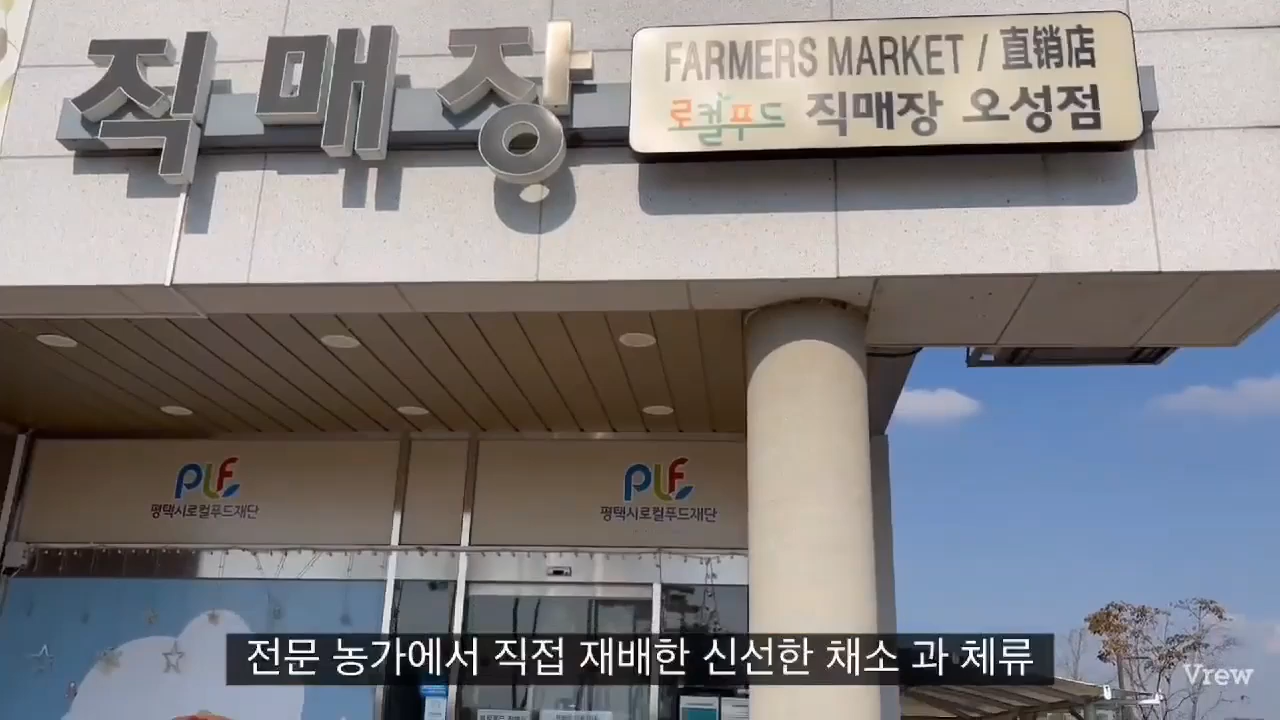 직매장
FARMERS MARKET / 直销店
로컬푸드 직매장 오성점
PLF
평택시로컬푸드재단
PLF
평택시로컬푸드재단
전문 농가에서 직접 재배한 신선한 채소 과 체류
Vrew